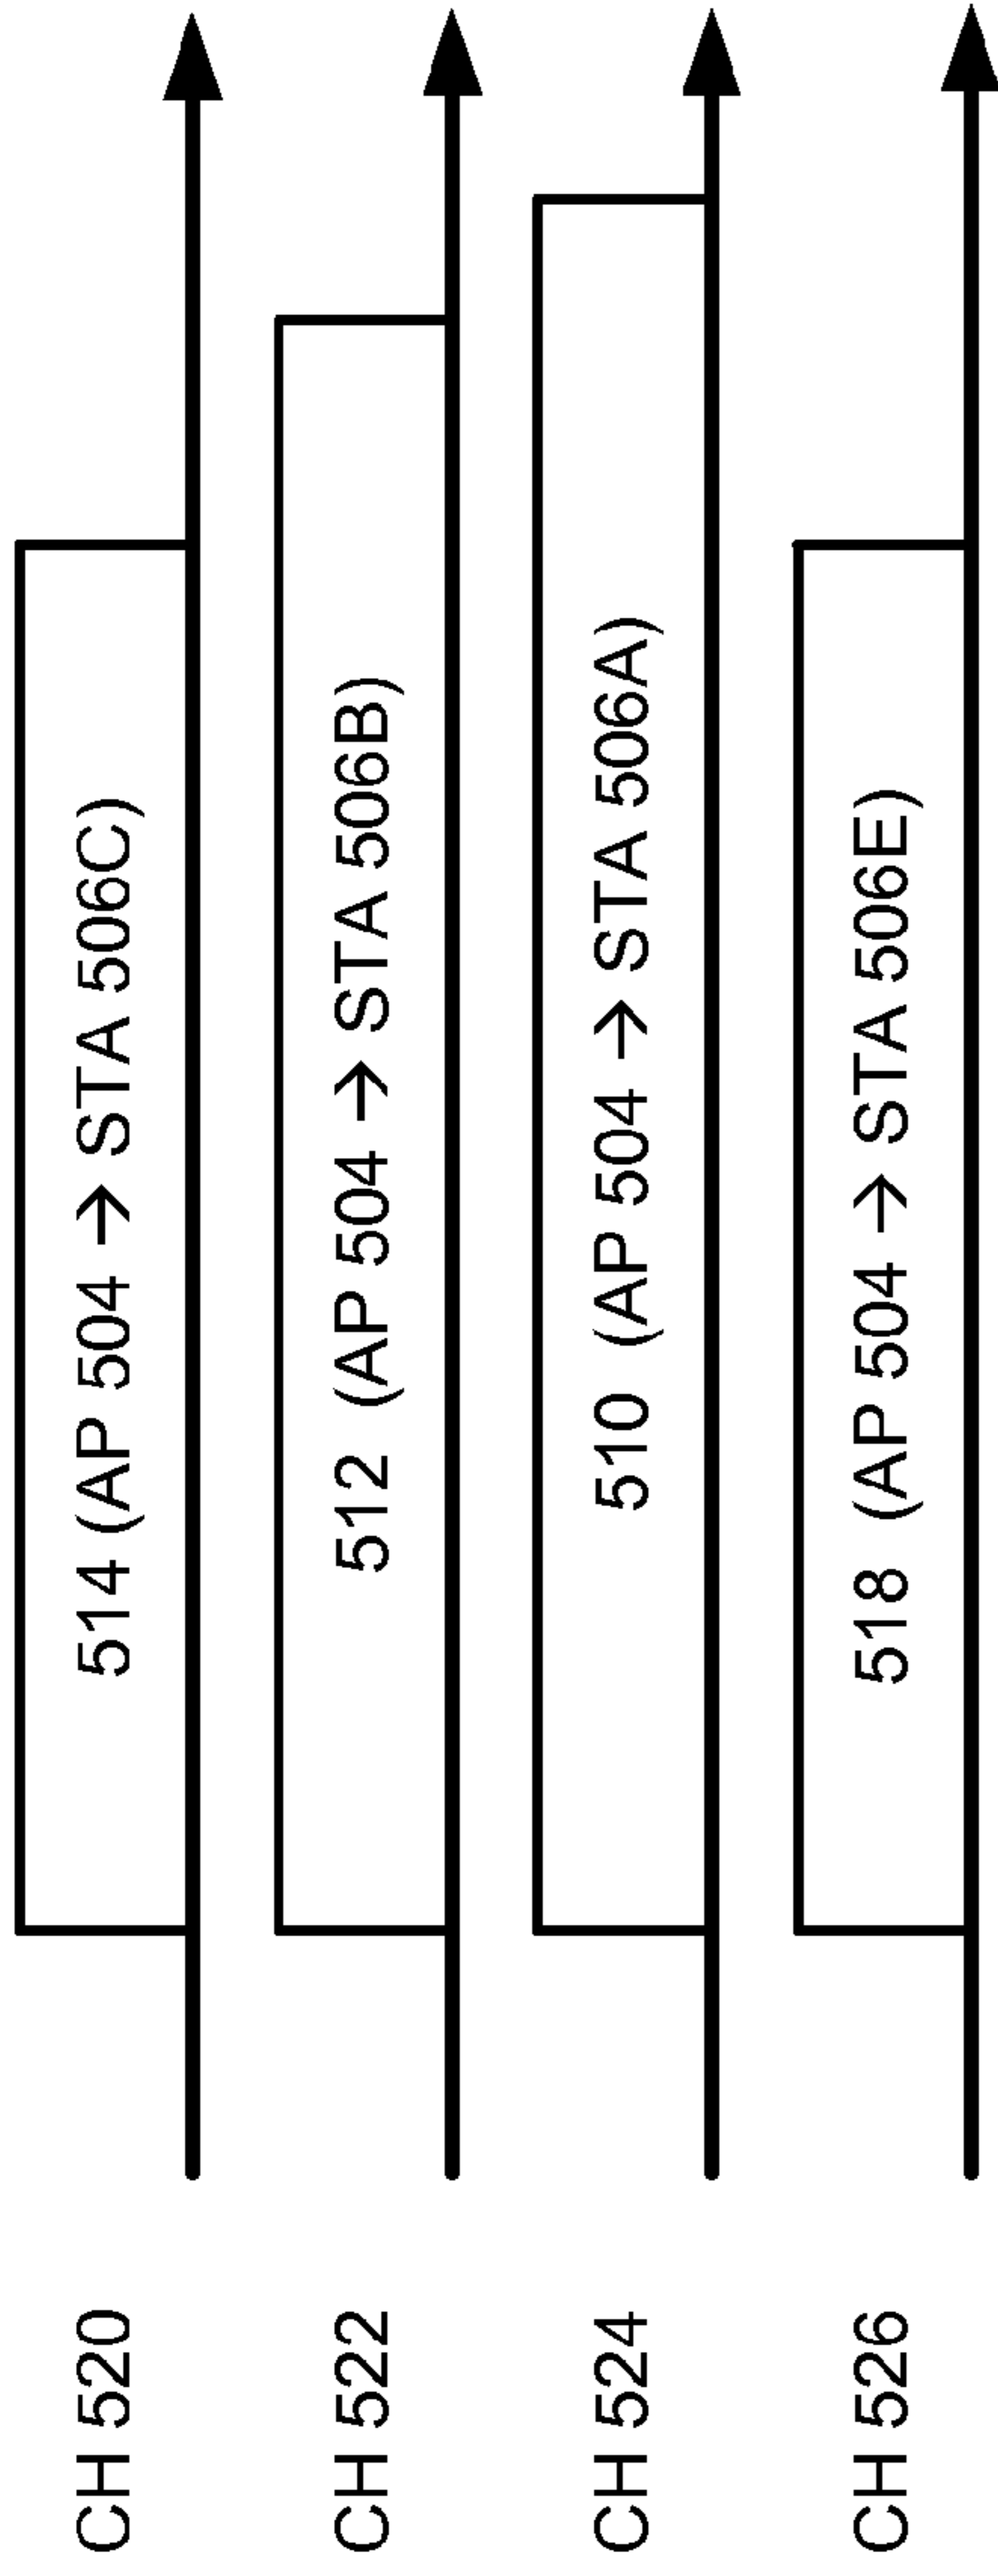 CH 520
514 (AP 504 → STA 506C)
CH 522
512 (AP 504 → STA 506B)
CH 524
510 (AP 504 → STA 506A)
CH 526
518 (AP 504 → STA 506E)